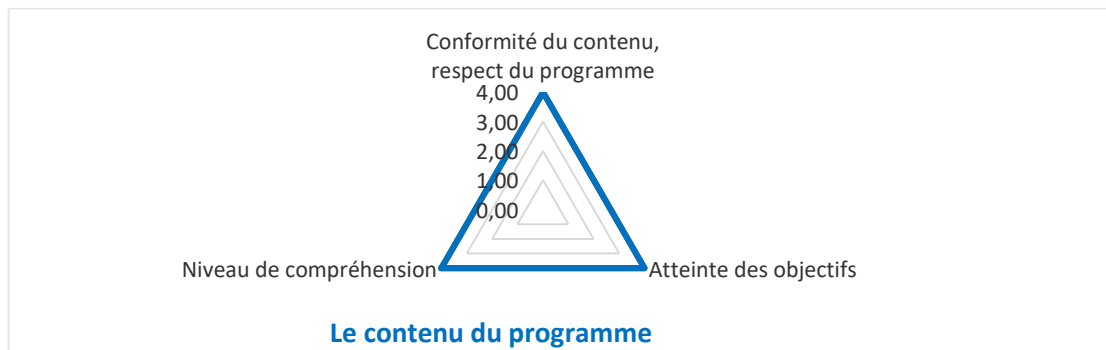 Conformité du contenu,
respect du programme
4,00
3,00
2,00
1,00
0,00
Niveau de compréhension
Atteinte des objectifs
Le contenu du programme